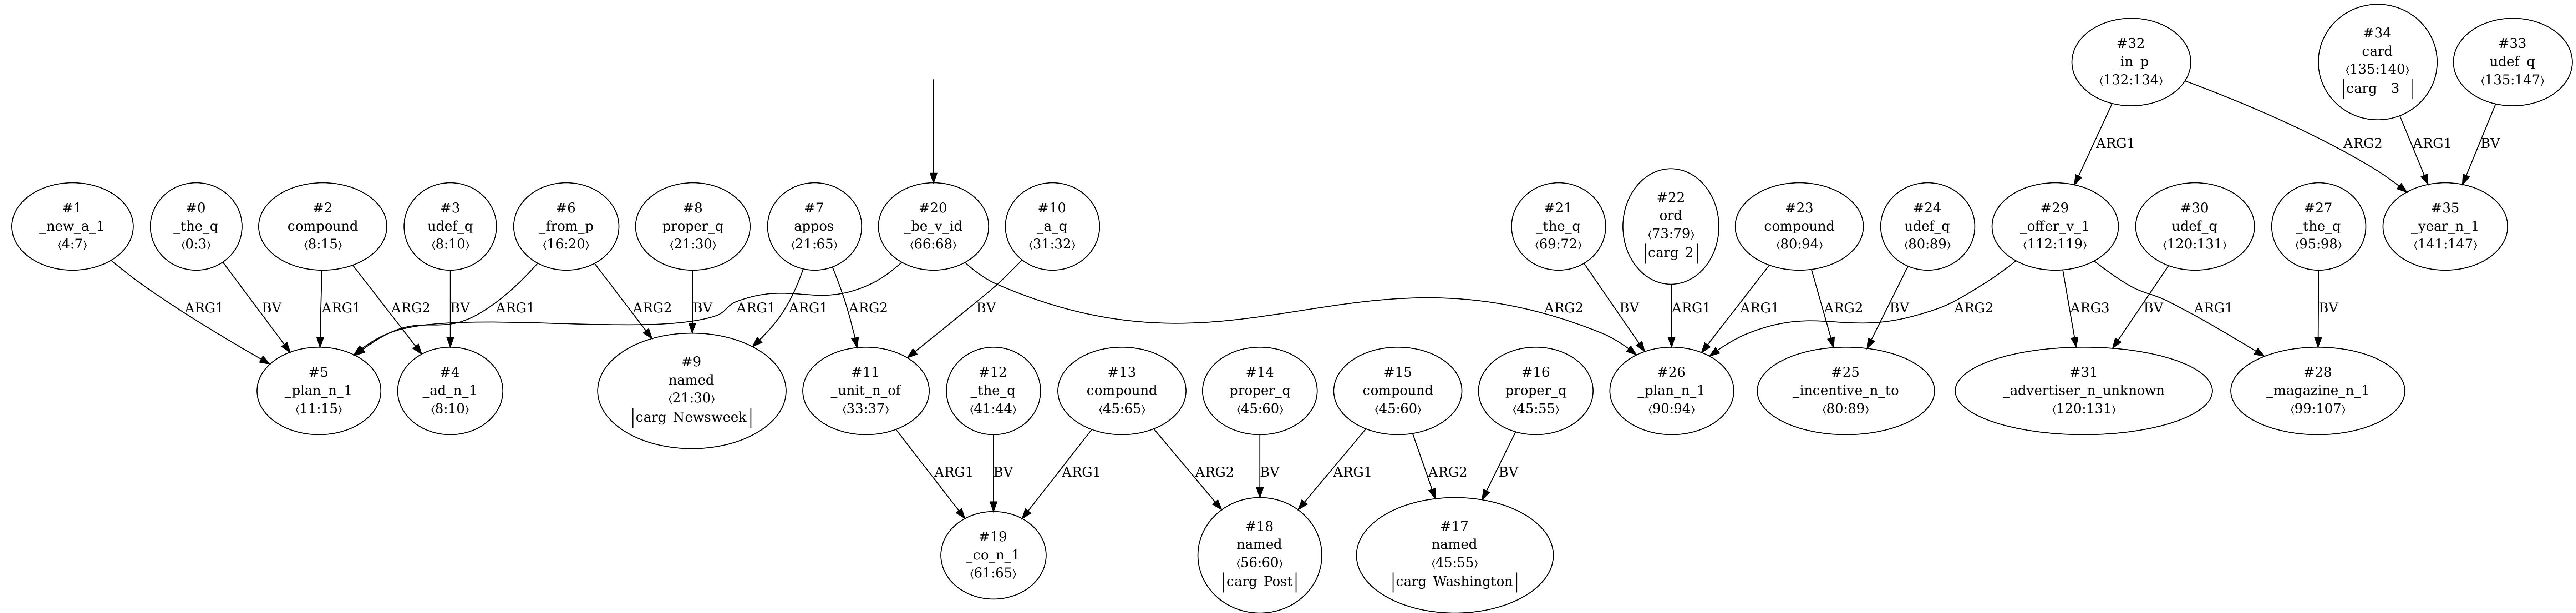 #32
_in_p
⟨132:134⟩
#34
card
⟨135:140⟩
carg 3
#33
udef_q
⟨135:147⟩
ARG1
ARG2
ARG1
BV
#1
_new_a_1
⟨4:7⟩
#0
_the_q
⟨0:3⟩
#2
compound
⟨8:15⟩
#3
udef_q
⟨8:10⟩
#6
_from_p
⟨16:20⟩
#8
proper_q
⟨21:30⟩
#7
appos
⟨21:65⟩
#20
_be_v_id
⟨66:68⟩
#10
_a_q
⟨31:32⟩
#21
_the_q
⟨69:72⟩
#22
ord
⟨73:79⟩
carg 2
#23
compound
⟨80:94⟩
#24
udef_q
⟨80:89⟩
#29
_offer_v_1
⟨112:119⟩
#30
udef_q
⟨120:131⟩
#27
_the_q
⟨95:98⟩
#35
_year_n_1
⟨141:147⟩
ARG1
BV
ARG1
ARG2
BV
ARG1
ARG2
BV
ARG1
ARG1
ARG2
BV
ARG2
BV
ARG1
ARG1
ARG2
BV
ARG2
ARG3
BV
ARG1
BV
#5
_plan_n_1
⟨11:15⟩
#4
_ad_n_1
⟨8:10⟩
#9
named
⟨21:30⟩
carg Newsweek
#11
_unit_n_of
⟨33:37⟩
#12
_the_q
⟨41:44⟩
#13
compound
⟨45:65⟩
#14
proper_q
⟨45:60⟩
#15
compound
⟨45:60⟩
#16
proper_q
⟨45:55⟩
#26
_plan_n_1
⟨90:94⟩
#25
_incentive_n_to
⟨80:89⟩
#31
_advertiser_n_unknown
⟨120:131⟩
#28
_magazine_n_1
⟨99:107⟩
ARG1
BV
ARG1
ARG2
BV
ARG1
ARG2
BV
#19
_co_n_1
⟨61:65⟩
#18
named
⟨56:60⟩
carg Post
#17
named
⟨45:55⟩
carg Washington